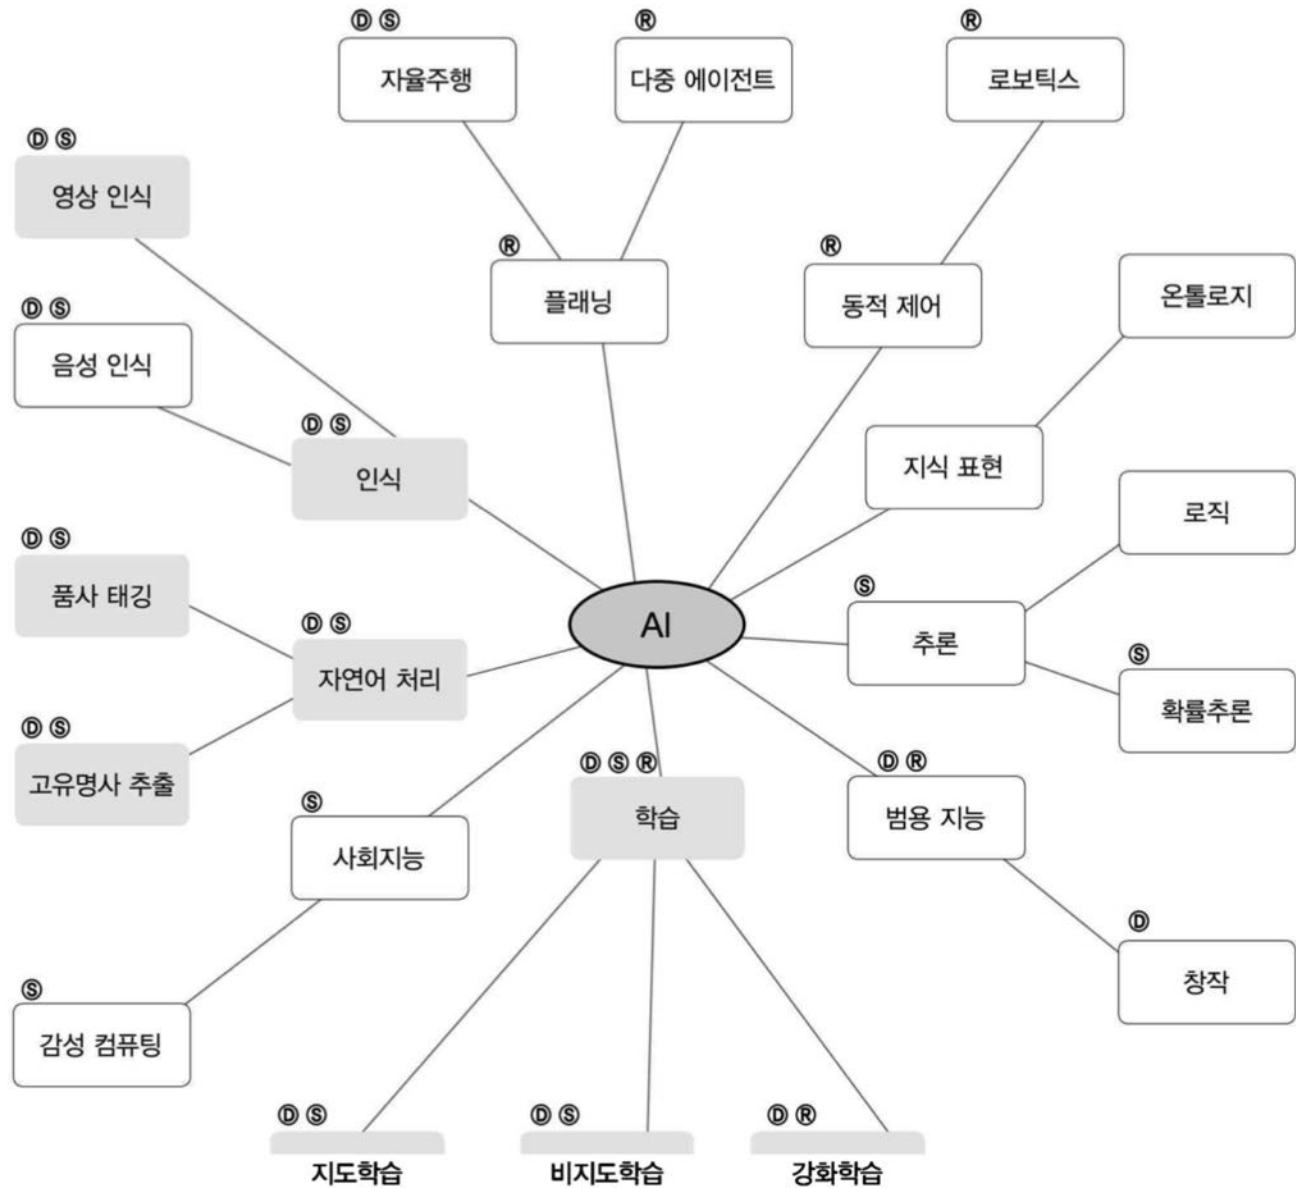 Ⓓ Ⓢ
자율주행
Ⓡ
다중 에이전트
Ⓡ
로보틱스
Ⓓ Ⓢ
영상 인식
Ⓡ
플래닝
Ⓡ
동적 제어
온톨로지
Ⓓ Ⓢ
음성 인식
Ⓓ Ⓢ
인식
지식 표현
로직
Ⓓ Ⓢ
품사 태깅
Ⓓ Ⓢ
자연어 처리
AI
Ⓢ
추론
Ⓢ
확률추론
Ⓓ Ⓢ
고유명사 추출
Ⓢ
사회지능
Ⓓ Ⓢ Ⓡ
학습
Ⓓ Ⓡ
범용 지능
Ⓓ
창작
Ⓢ
감성 컴퓨팅
Ⓓ Ⓢ
지도학습
Ⓓ Ⓢ
비지도학습
Ⓓ Ⓡ
강화학습